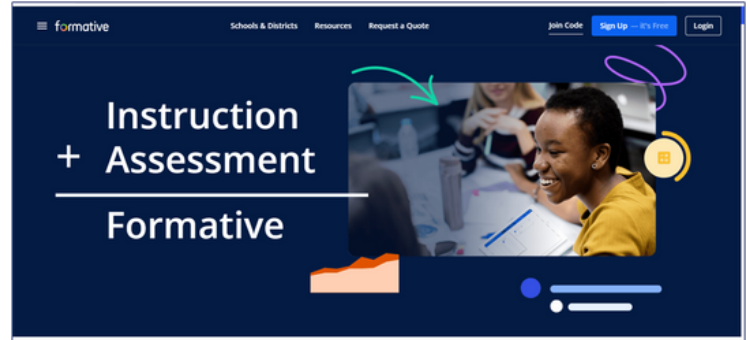 formative
Schools & Districts Resources Request a Quote
Join Code
Sign Up — It's Free
Login
Instruction
+ Assessment
Formative